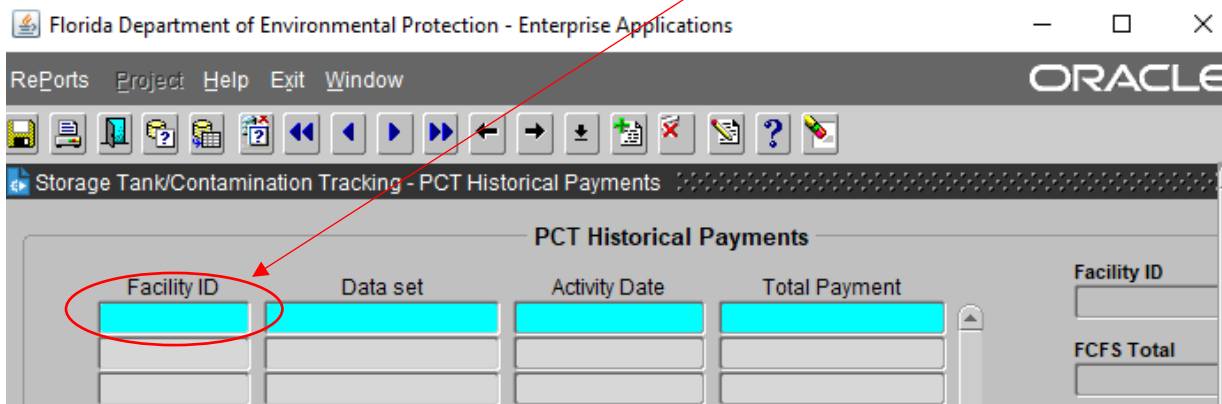 Florida Department of Environmental Protection - Enterprise Applications
RePorts Project Help Exit Window
ORACLE
Storage Tank/Contamination Tracking - PCT Historical Payments
PCT Historical Payments
Facility ID Data set Activity Date Total Payment
Facility ID
FCFS Total